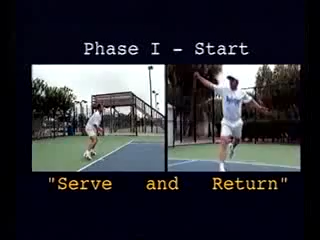 Phase I - Start
"Serve and Return"